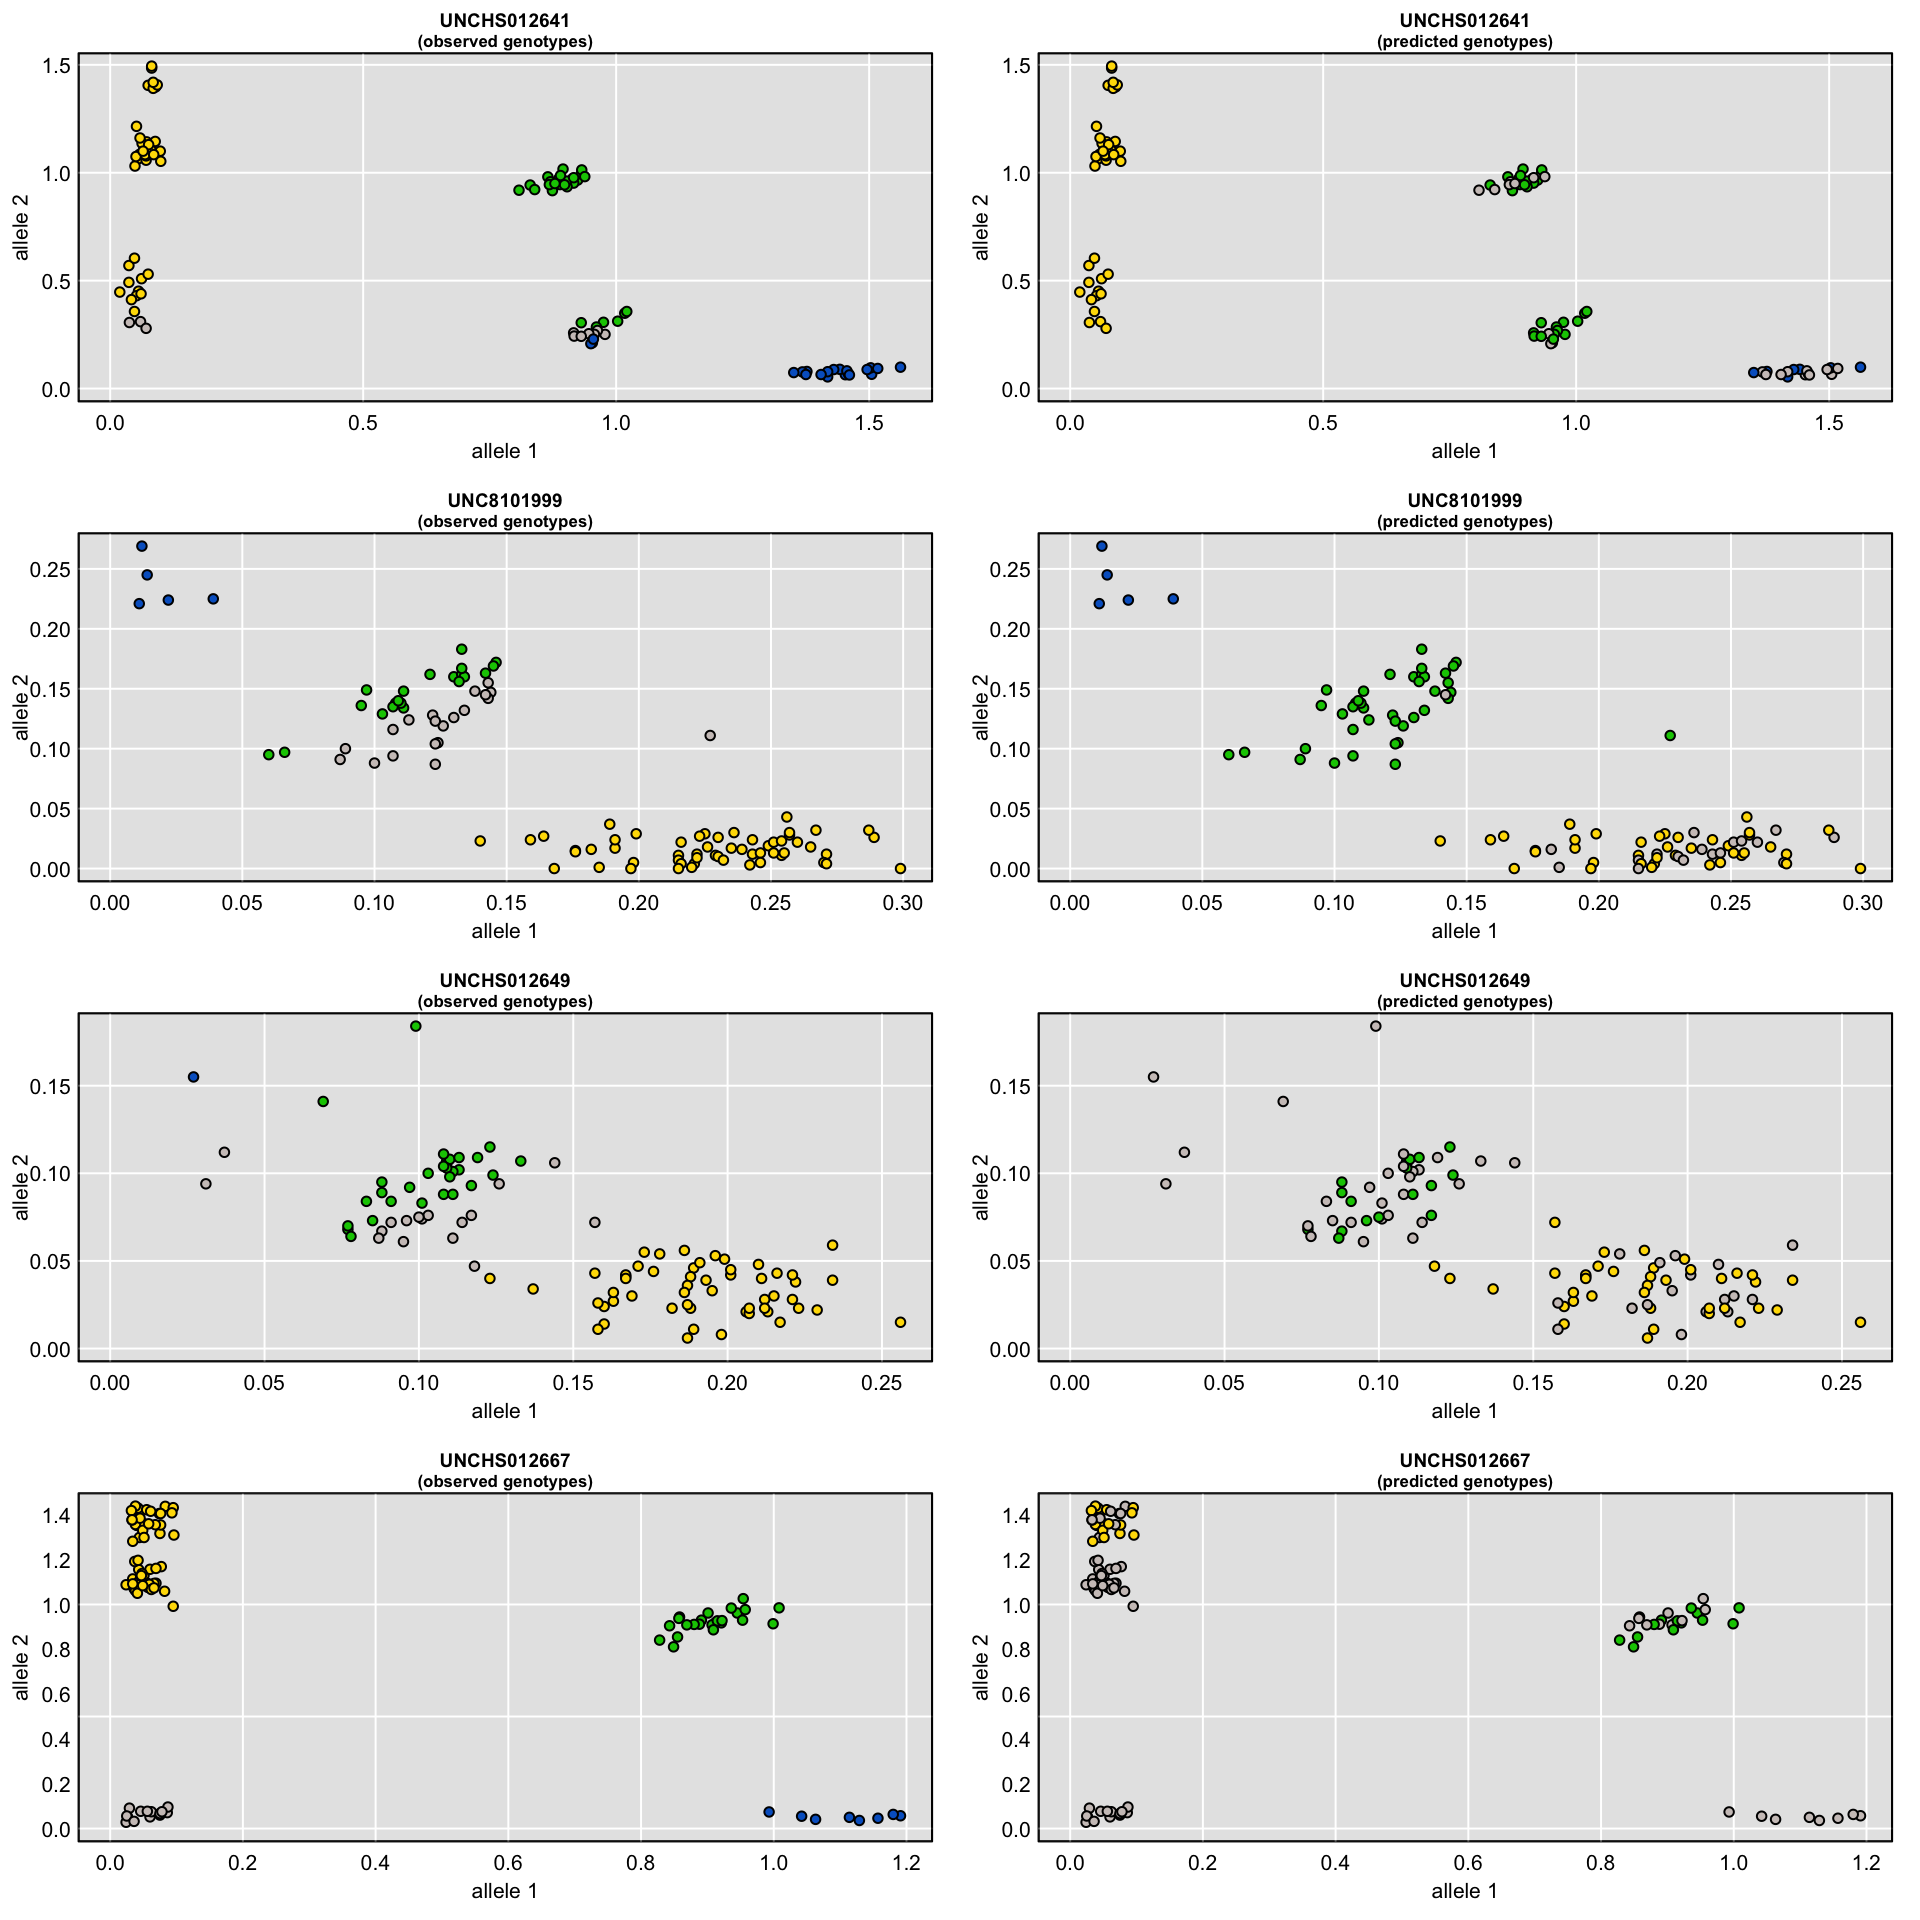 UNCHS012641
(observed genotypes)
allele 2
1.5
1.0
0.5
0.0
0.0 0.5 1.0 1.5
allele 1
UNCHS012641
(predicted genotypes)
allele 2
1.5
1.0
0.5
0.0
0.0 0.5 1.0 1.5
allele 1
UNC8101999
(observed genotypes)
allele 2
0.25
0.20
0.15
0.10
0.05
0.00
0.00 0.05 0.10 0.15 0.20 0.25 0.30
allele 1
UNC8101999
(predicted genotypes)
allele 2
0.25
0.20
0.15
0.10
0.05
0.00
0.00 0.05 0.10 0.15 0.20 0.25 0.30
allele 1
UNCHS012649
(observed genotypes)
allele 2
0.15
0.10
0.05
0.00
0.00 0.05 0.10 0.15 0.20 0.25
allele 1
UNCHS012649
(predicted genotypes)
allele 2
0.15
0.10
0.05
0.00
0.00 0.05 0.10 0.15 0.20 0.25
allele 1
UNCHS012667
(observed genotypes)
allele 2
1.4
1.2
1.0
0.8
0.6
0.4
0.2
0.0
0.0 0.2 0.4 0.6 0.8 1.0 1.2
allele 1
UNCHS012667
(predicted genotypes)
allele 2
1.4
1.2
1.0
0.8
0.6
0.4
0.2
0.0
0.0 0.2 0.4 0.6 0.8 1.0 1.2
allele 1